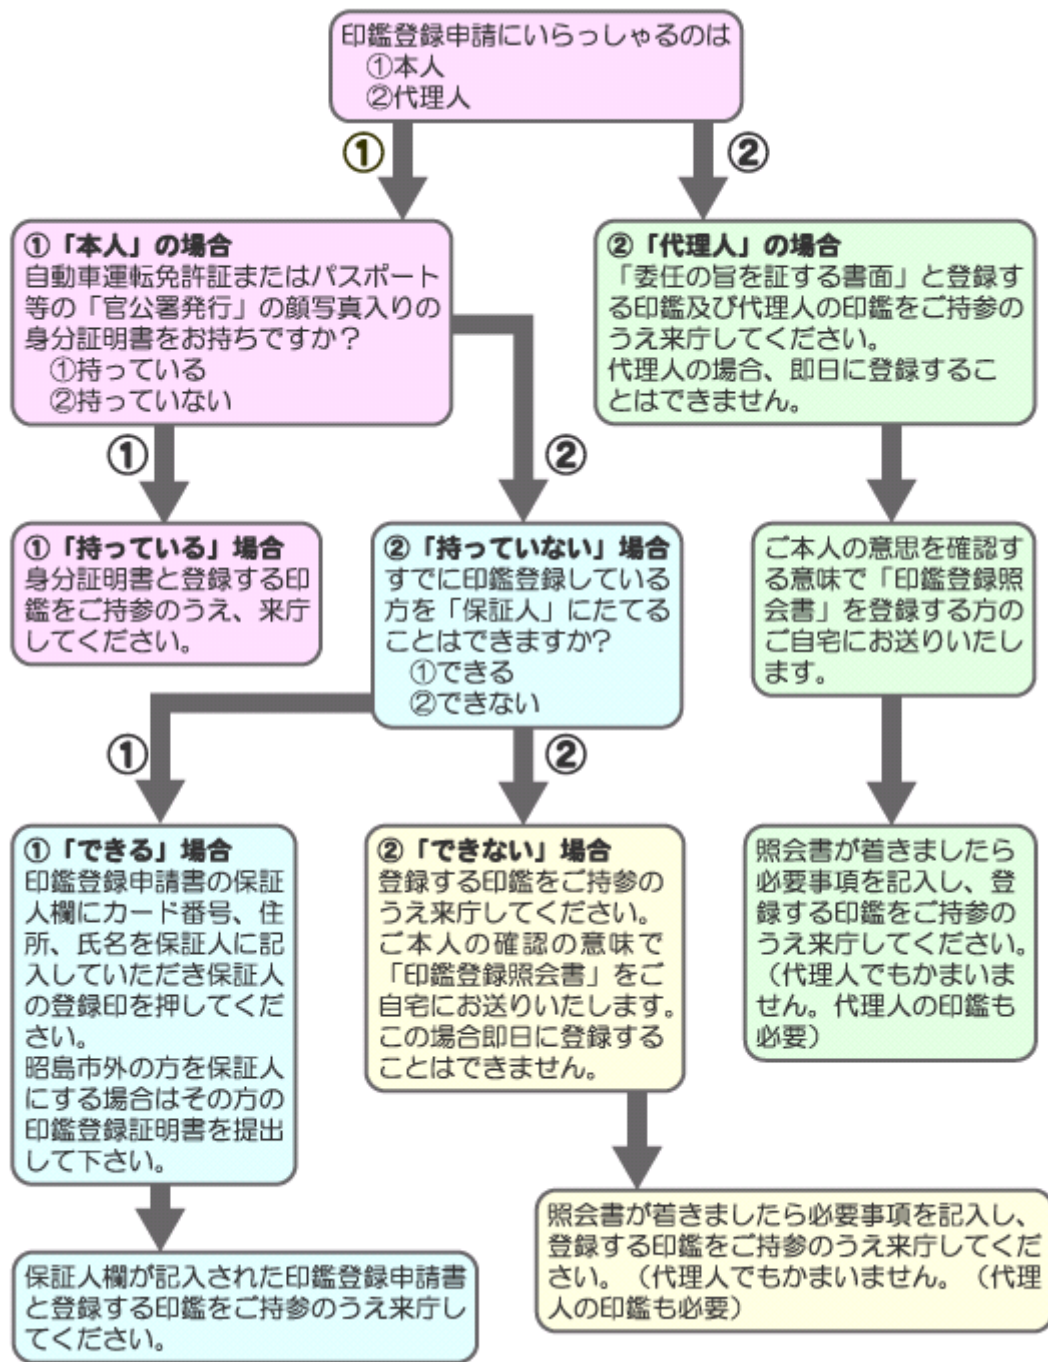 印鑑登録申請にいらっしゃるのは
①本人
②代理人
①
②
①「本人」の場合
自動車運転免許証またはパスポート
等の「官公署発行」の顔写真入りの
身分証明書をお持ちですか？
①持っている
②持っていない
②「代理人」の場合
「委任の旨を証する書面」と登録す
る印鑑及び代理人の印鑑をご持参の
うえ来庁してください。
代理人の場合、即日に登録するこ
とはできません。
①
②
①「持っている」場合
身分証明書と登録する印
鑑をご持参のうえ、来庁
してください。
②「持っていない」場合
すでに印鑑登録している
方を「保証人」にたてる
ことはできますか？
①できる
②できない
ご本人の意思を確認す
る意味で「印鑑登録照
会書」を登録する方の
ご自宅にお送りいたし
ます。
①
②
①「できる」場合
印鑑登録申請書の保証
人欄にカード番号、住
所、氏名を保証人に記
入していただき保証人
の登録印を押してくだ
さい。
昭島市外の方を保証人
にする場合はその方の
印鑑登録証明書を提出
して下さい。
②「できない」場合
登録する印鑑をご持参の
うえ来庁してください。
ご本人の確認の意味で
「印鑑登録照会書」をご
自宅にお送りいたします。
この場合即日に登録する
ことはできません。
照会書が着きましたら
必要事項を記入し、登
録する印鑑をご持参の
うえ来庁してください。
（代理人でもかまいま
せん。代理人の印鑑も
必要）
保証人欄が記入された印鑑登録申請書
と登録する印鑑をご持参のうえ来庁し
てください。
照会書が着きましたら必要事項を記入し、
登録する印鑑をご持参のうえ来庁してくだ
さい。（代理人でもかまいません。（代理
人の印鑑も必要）